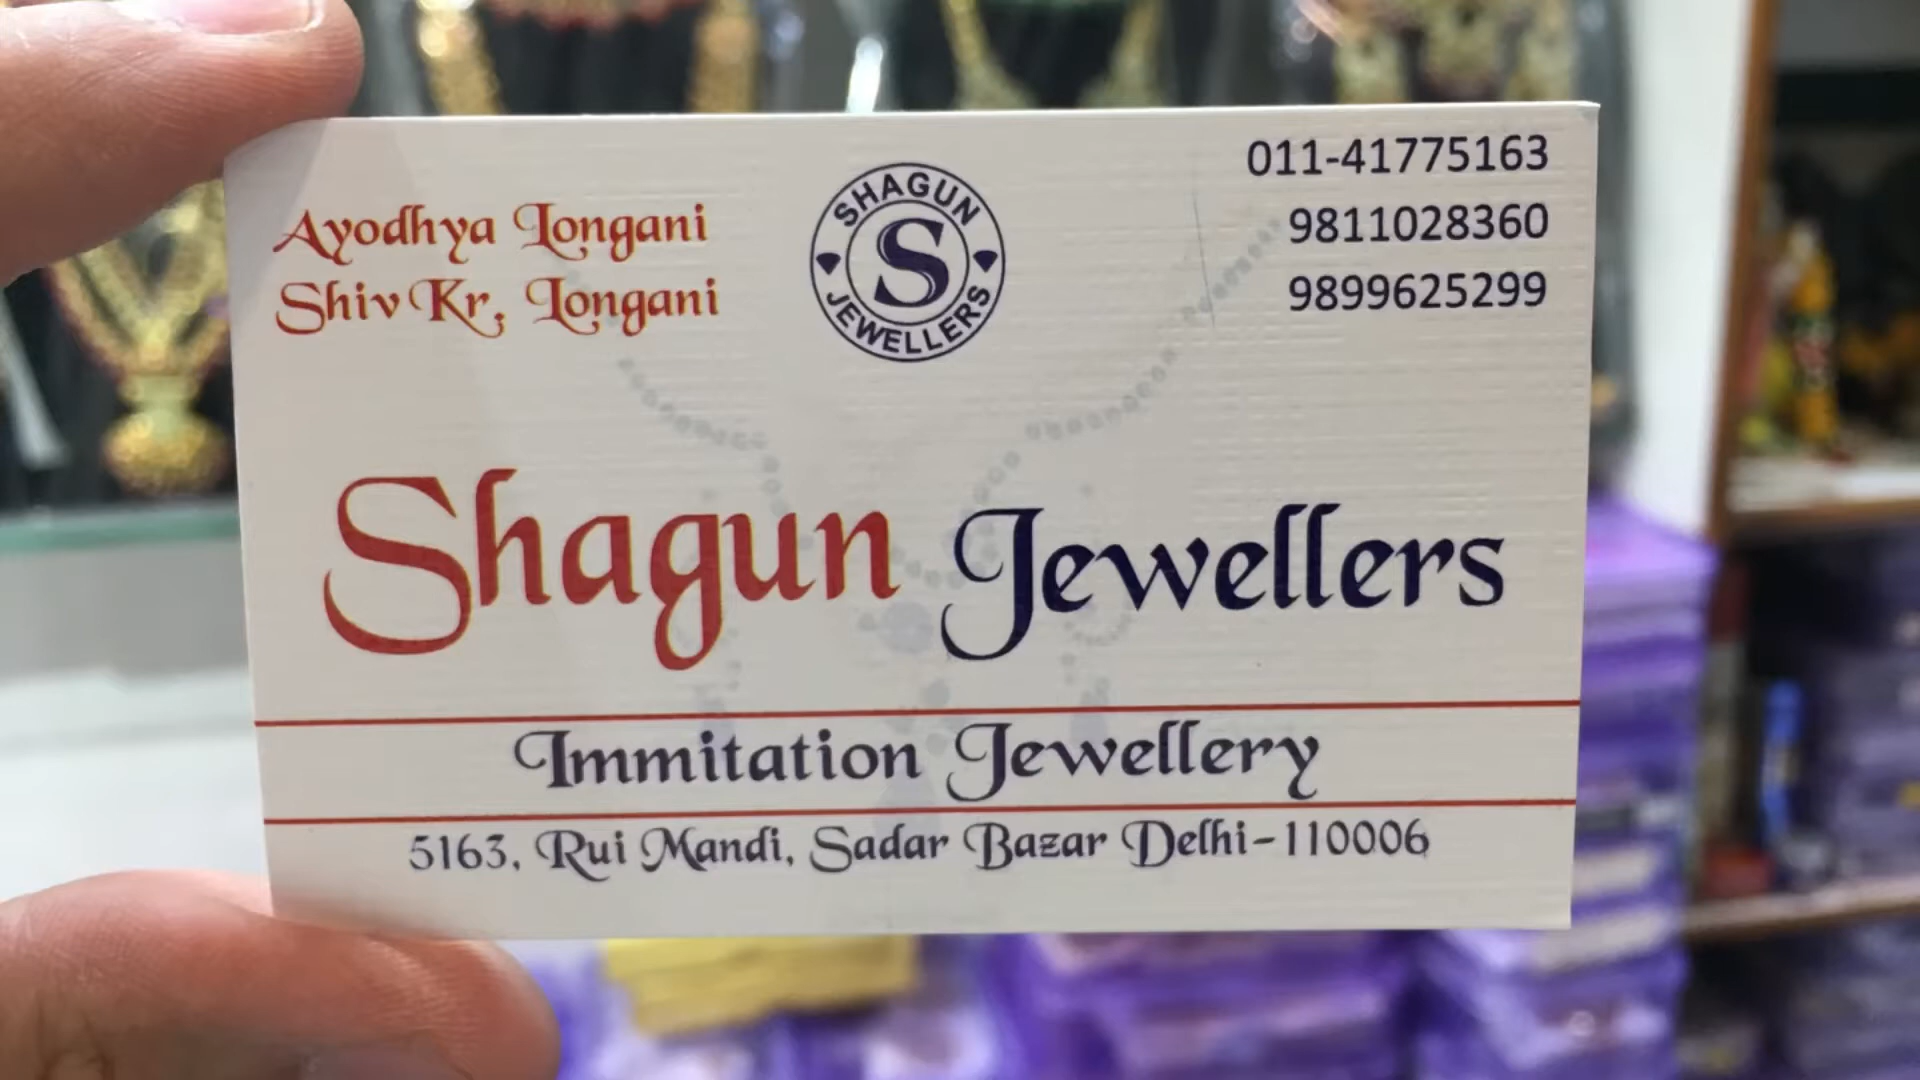 Ayodhya Longani
Shiv Kr. Longani
SHAGUN
S
JEWELLERS
011-41775163
9811028360
9899625299
Shagun Jewellers
Immitation Jewellery
5163, Rui Mandi, Sadar Bazar Delhi-110006